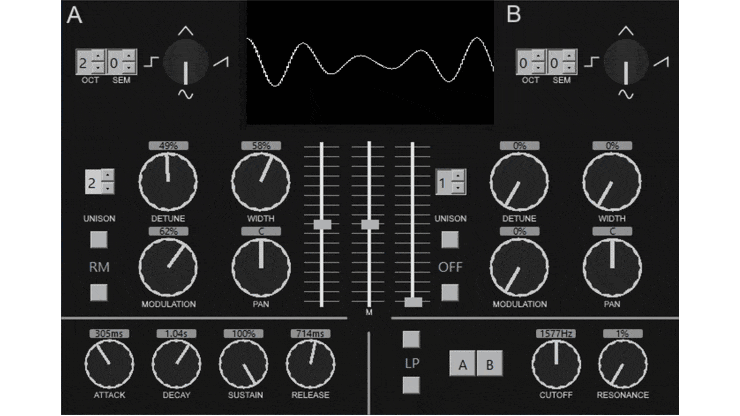 A
B
2 0
OCT SEM
0 0
OCT SEM
49% 58%
2
UNISON DETUNE WIDTH
62% C
RM
MODULATION PAN
0% 0%
1
UNISON DETUNE WIDTH
0% C
OFF
MODULATION PAN
M
305ms 1.04s 100% 714ms
ATTACK DECAY SUSTAIN RELEASE
1577Hz 1%
LP A B
CUTOFF RESONANCE